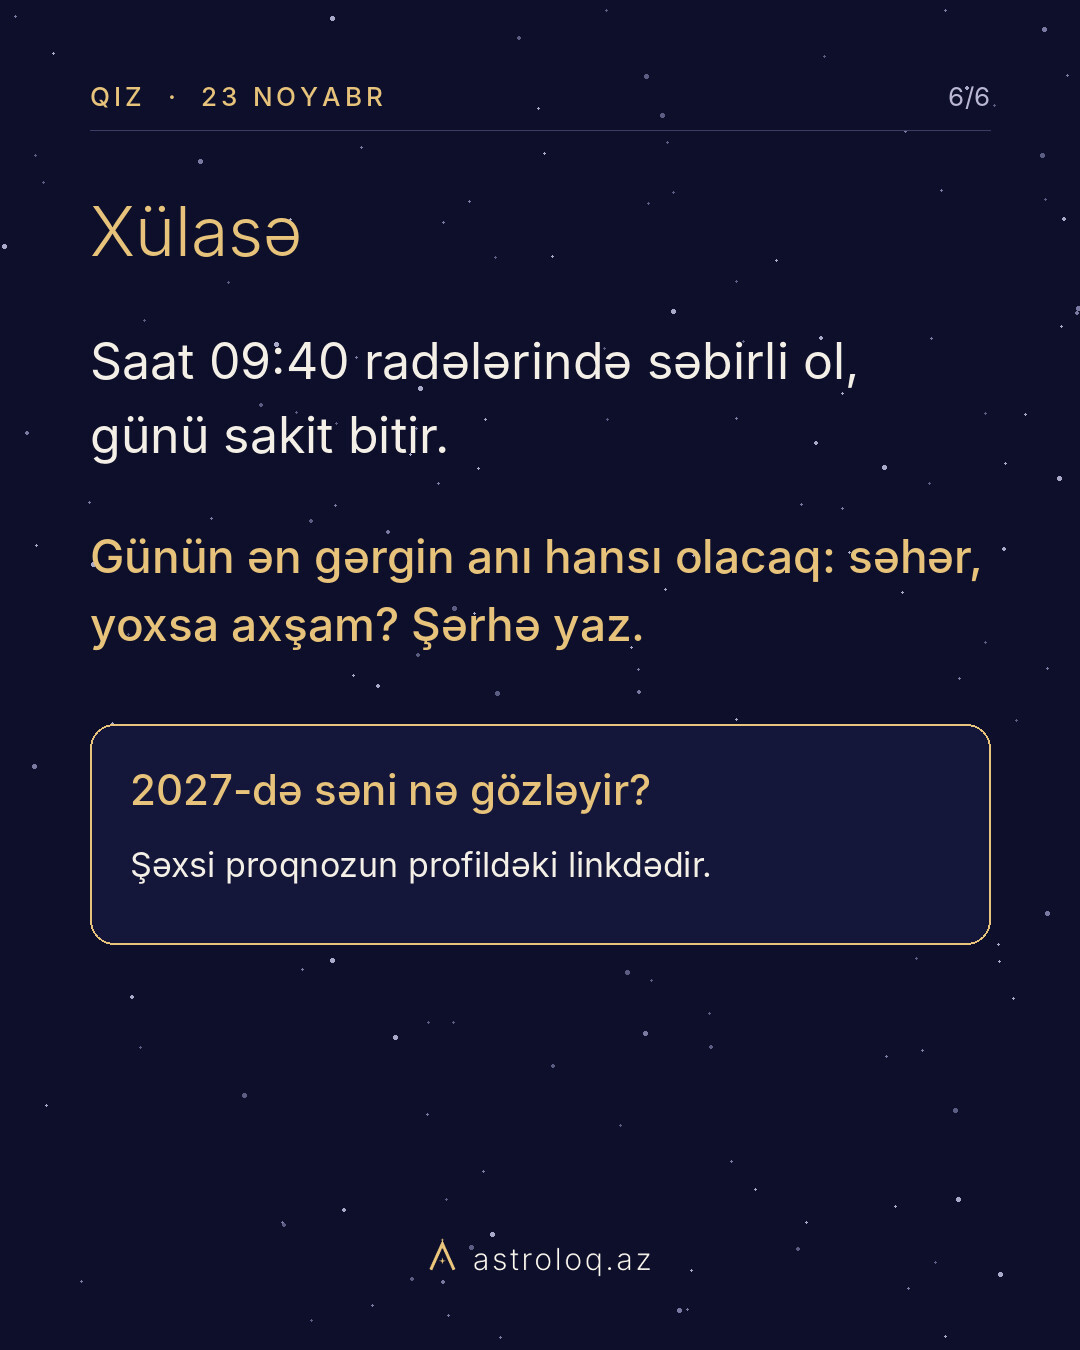 QIZ · 23 NOYABR
6/6
Xülasə
Saat 09:40 radələrində səbirli ol,
günü sakit bitir.
Günün ən gərgin anı hansı olacaq: səhər,
yoxsa axşam? Şərhə yaz.
2027-də səni nə gözləyir?
Şəxsi proqnozun profildəki linkdədir.
astroloq.az